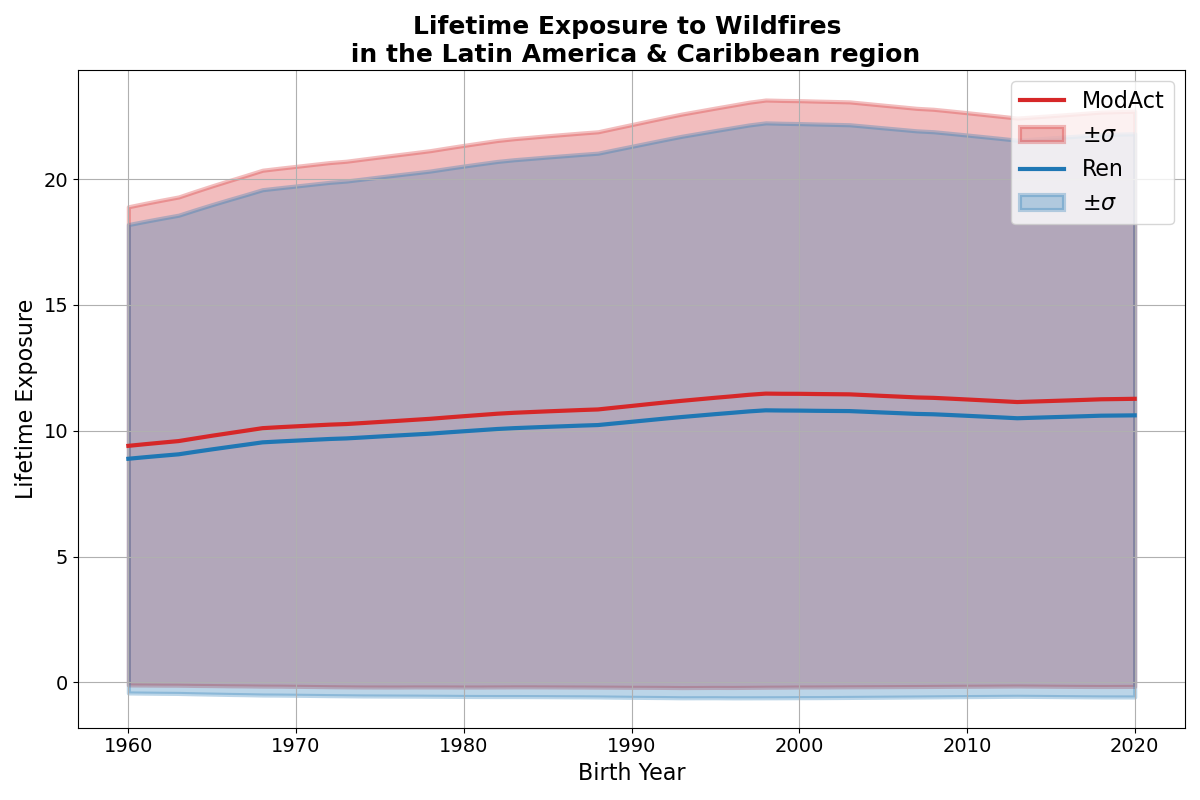 Lifetime Exposure to Wildfires
in the Latin America & Caribbean region
ModAct
±σ
Ren
±σ
Lifetime Exposure
20
15
10
5
0
1960 1970 1980 1990 2000 2010 2020
Birth Year